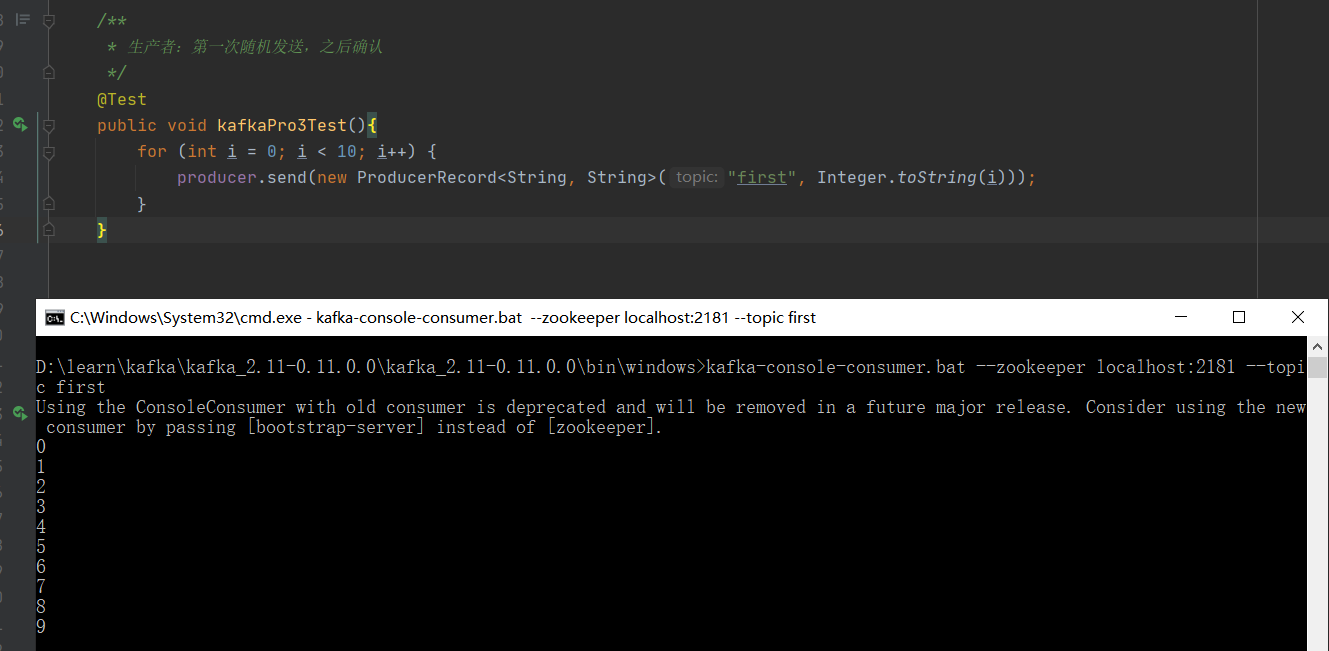 /**
* 生产者：第一次随机发送，之后确认
*/
@Test
public void kafkaPro3Test(){
for (int i = 0; i < 10; i++) {
producer.send(new ProducerRecord<String, String>( topic: "first", Integer.toString(i)));
}
}
C:\Windows\System32\cmd.exe - kafka-console-consumer.bat  --zookeeper localhost:2181 --topic first
D:\learn\kafka\kafka_2.11-0.11.0.0\kafka_2.11-0.11.0.0\bin\windows>kafka-console-consumer.bat --zookeeper localhost:2181 --topi
c first
Using the ConsoleConsumer with old consumer is deprecated and will be removed in a future major release. Consider using the new
consumer by passing [bootstrap-server] instead of [zookeeper].
0
1
2
3
4
5
6
7
8
9